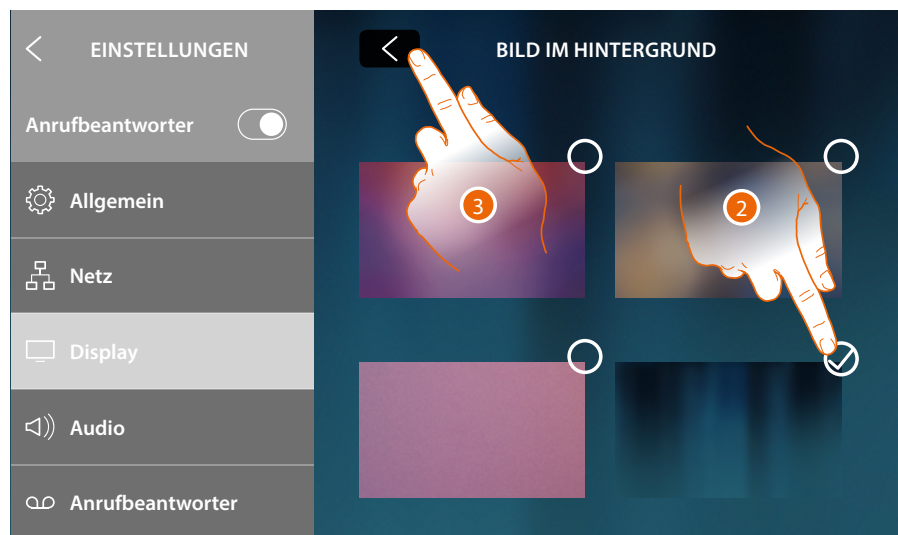 EINSTELLUNGEN
Anrufbeantworter
Allgemein
Netz
Display
Audio
Anrufbeantworter
BILD IM HINTERGRUND
3
2